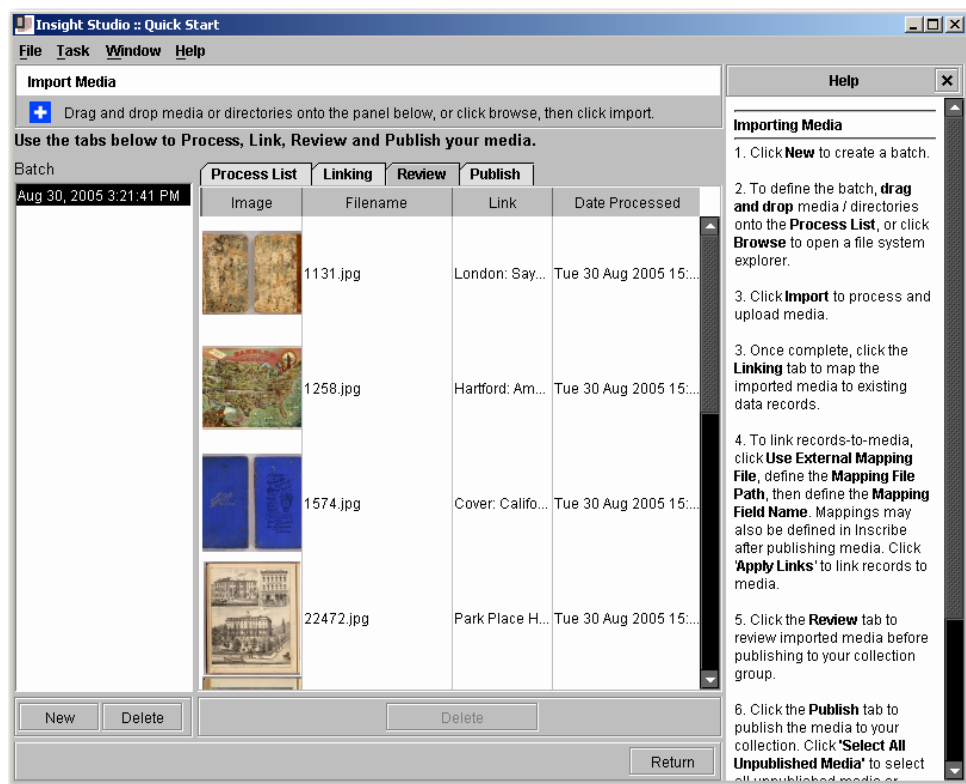 Insight Studio :: Quick Start
File Task Window Help
Import Media
Drag and drop media or directories onto the panel below, or click browse, then click import.
Use the tabs below to Process, Link, Review and Publish your media.
Batch
Aug 30, 2005 3:21:41 PM
Process List Linking Review Publish
Image Filename Link Date Processed
1131.jpg London: Say... Tue 30 Aug 2005 15:...
1258.jpg Hartford: Am... Tue 30 Aug 2005 15:...
1574.jpg Cover: Califo... Tue 30 Aug 2005 15:...
22472.jpg Park Place H... Tue 30 Aug 2005 15:...
New Delete
Delete
Return
Help
Importing Media
1. Click New to create a batch.
2. To define the batch, drag
and drop media / directories
onto the Process List, or click
Browse to open a file system
explorer.
3. Click Import to process and
upload media.
3. Once complete, click the
Linking tab to map the
imported media to existing
data records.
4. To link records-to-media,
click Use External Mapping
File, define the Mapping File
Path, then define the Mapping
Field Name. Mappings may
also be defined in Inscribe
after publishing media. Click
'Apply Links' to link records to
media.
5. Click the Review tab to
review imported media before
publishing to your collection
group.
6. Click the Publish tab to
publish the media to your
collection. Click 'Select All
Unpublished Media' to select
all unpublished media or